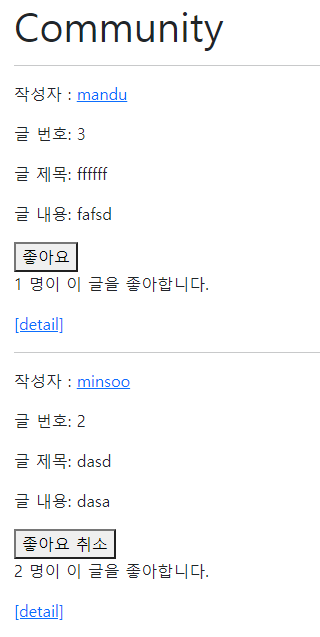 Community
작성자 : mandu
글 번호: 3
글 제목: ffffff
글 내용: fafsd
좋아요
1 명이 이 글을 좋아합니다.
[detail]
작성자 : minsoo
글 번호: 2
글 제목: dasd
글 내용: dasa
좋아요 취소
2 명이 이 글을 좋아합니다.
[detail]